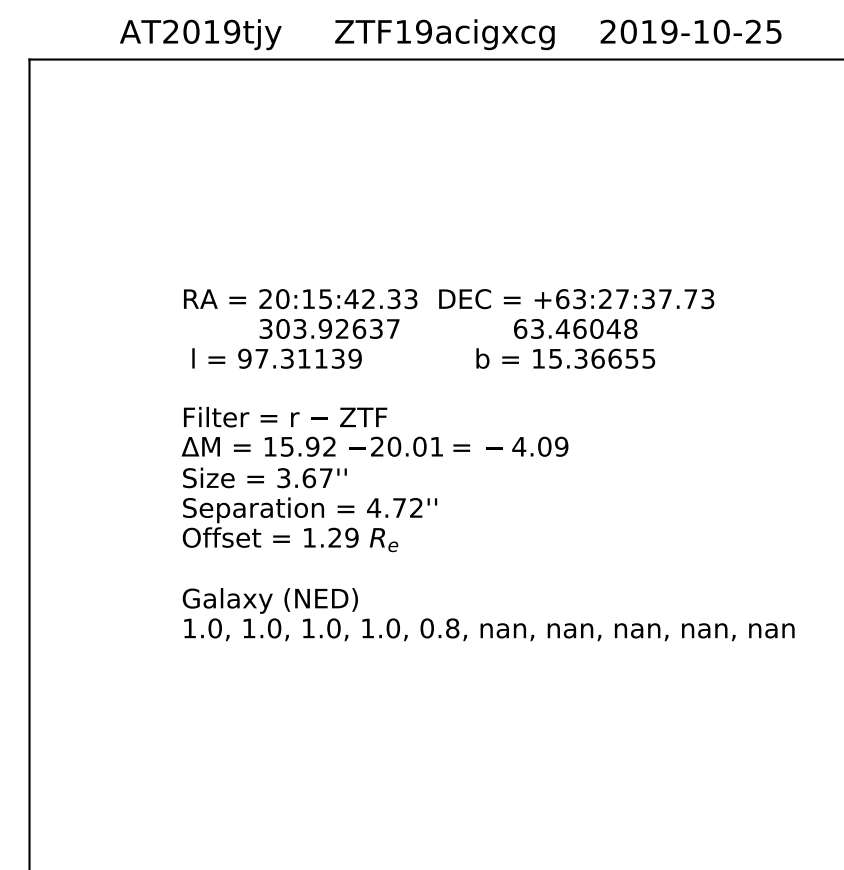 AT2019tjy ZTF19acigxcg 2019-10-25
RA = 20:15:42.33 DEC = +63:27:37.73
303.92637 63.46048
l = 97.31139 b = 15.36655
Filter = r − ZTF
ΔM = 15.92 −20.01 = − 4.09
Size = 3.67''
Separation = 4.72''
Offset = 1.29 Re
Galaxy (NED)
1.0, 1.0, 1.0, 1.0, 0.8, nan, nan, nan, nan, nan